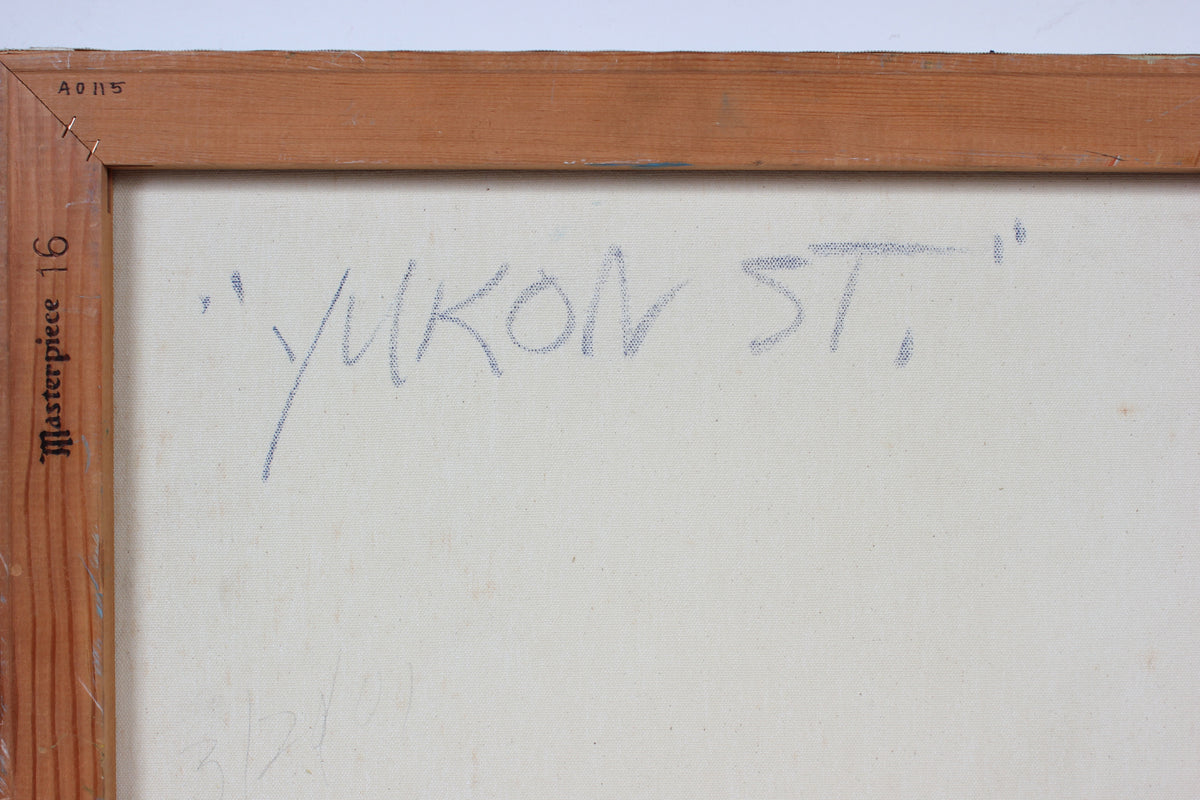 A0115
Masterpiece 16
"YUKON ST."